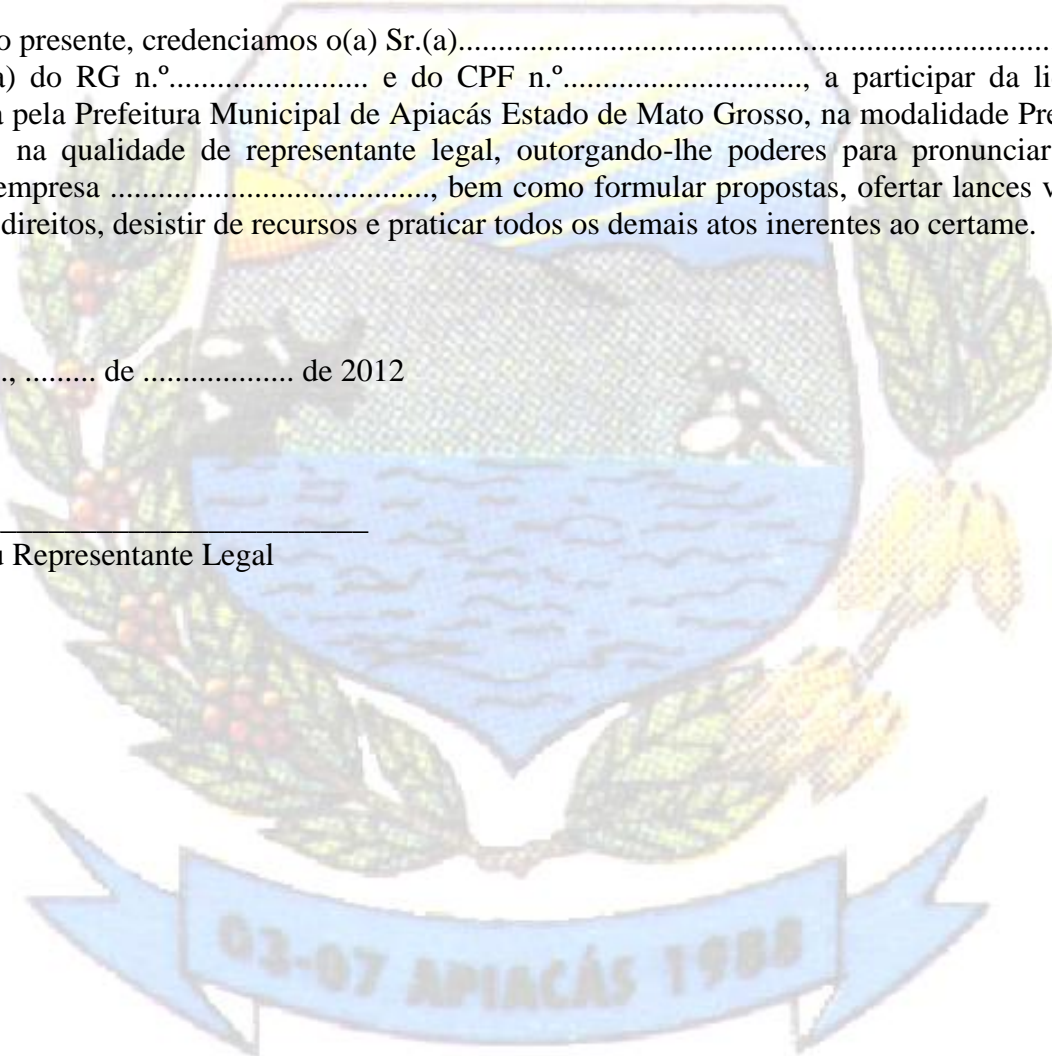 o presente, credenciamos o(a) Sr.(a)..........................................................................
a) do RG n.º......................... e do CPF n.º.............................., a participar da li
a pela Prefeitura Municipal de Apiacás Estado de Mato Grosso, na modalidade Pre
na qualidade de representante legal, outorgando-lhe poderes para pronunciar
empresa ........................................, bem como formular propostas, ofertar lances v
direitos, desistir de recursos e praticar todos os demais atos inerentes ao certame.
., ......... de ................... de 2012
_______________________
u Representante Legal
03-07 APIACÁS 1988